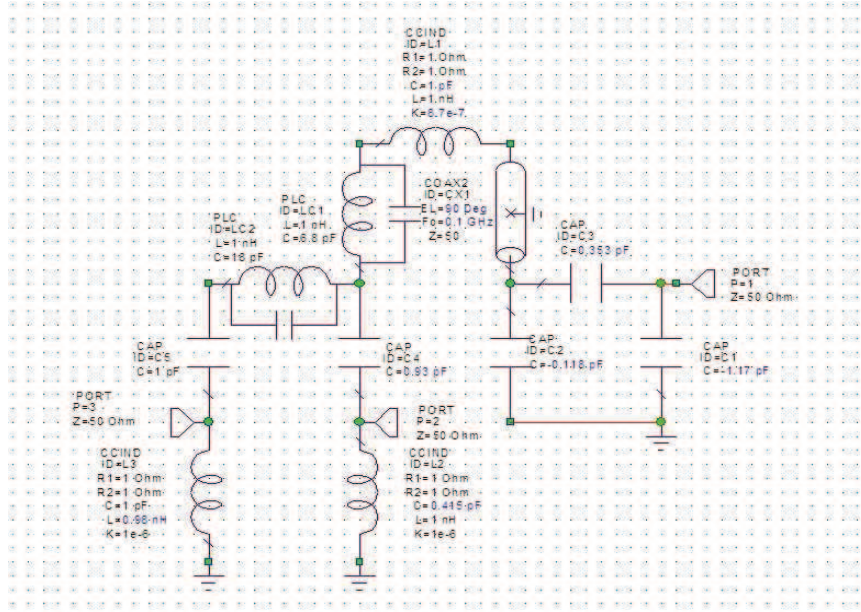 CCIND
ID=L1
R1=1 Ohm
R2=1 Ohm
C=1 pF
L=1 nH
K=6.7e-7
COAX2
ID=CX1
EL=90 Deg
Fo=0.1 GHz
Z=50
PLC
ID=LC1
L=1 nH
C=6.8 pF
PLC
ID=LC2
L=1 nH
C=16 pF
CAP
ID=C3
C=0.353 pF
PORT
P=1
Z=50 Ohm
CAP
ID=C5
C=1 pF
CAP
ID=C4
C=0.93 pF
CAP
ID=C2
C=-0.118 pF
CAP
ID=C1
C=-1.17 pF
PORT
P=3
Z=50 Ohm
PORT
P=2
Z=50 Ohm
CCIND
ID=L3
R1=1 Ohm
R2=1 Ohm
C=1 pF
L=0.98 nH
K=1e-6
CCIND
ID=L2
R1=1 Ohm
R2=1 Ohm
C=0.415 pF
L=1 nH
K=1e-6